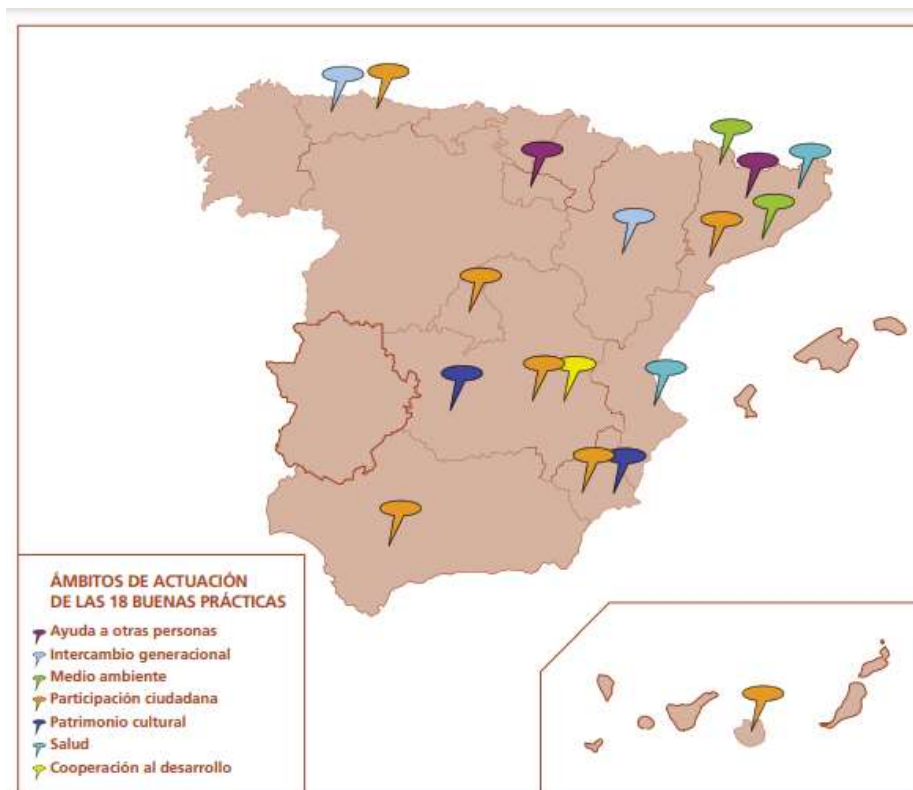 ÁMBITOS DE ACTUACIÓN
DE LAS 18 BUENAS PRÁCTICAS
Ayuda a otras personas
Intercambio generacional
Medio ambiente
Participación ciudadana
Patrimonio cultural
Salud
Cooperación al desarrollo